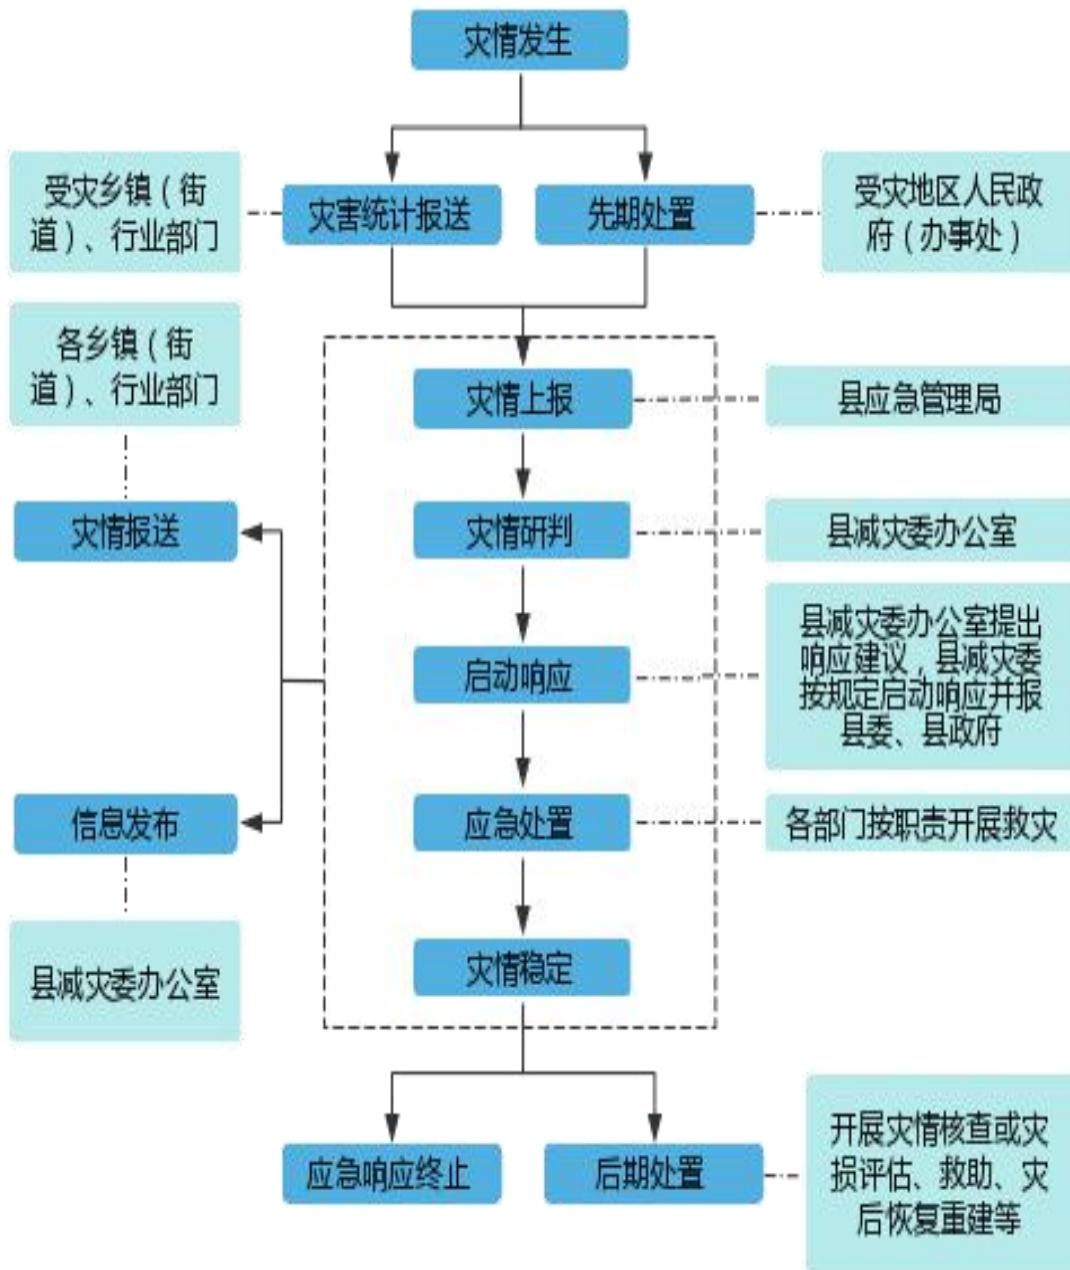 灾情发生
受灾乡镇（街
道）、行业部门
灾害统计报送
先期处置
受灾地区人民政
府（办事处）
各乡镇（街
道）、行业部门
灾情上报
县应急管理局
灾情报送
灾情研判
县减灾委办公室
启动响应
县减灾委办公室提出
响应建议，县减灾委
按规定启动响应并报
县委、县政府
信息发布
应急处置
各部门按职责开展救灾
县减灾委办公室
灾情稳定
应急响应终止
后期处置
开展灾情核查或灾
损评估、救助、灾
后恢复重建等